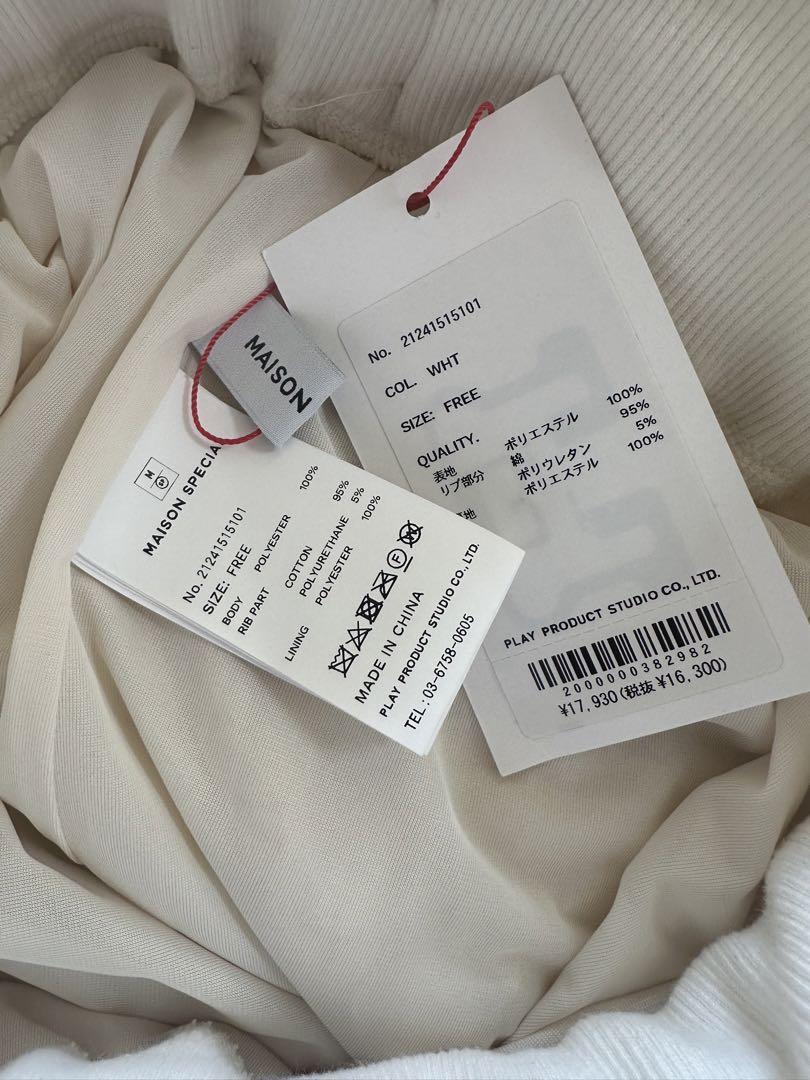 No. 21241515101
COL. WHT
SIZE: FREE
QUALITY.
表地 ポリエステル 100%
リブ部分 綿 95%
ポリウレタン 5%
地 ポリエステル 100%
PLAY PRODUCT STUDIO CO., LTD.
2000000382982
¥17,930(税抜¥16,300)
MAISON
M
MAISON SPECIA
No. 21241515101
SIZE: FREE
BODY POLYESTER 100%
RIB PART COTTON 95%
POLYURETHANE 5%
LINING POLYESTER 100%
F
W
MADE IN CHINA
PLAY PRODUCT STUDIO CO., LTD.
TEL : 03-6758-0605